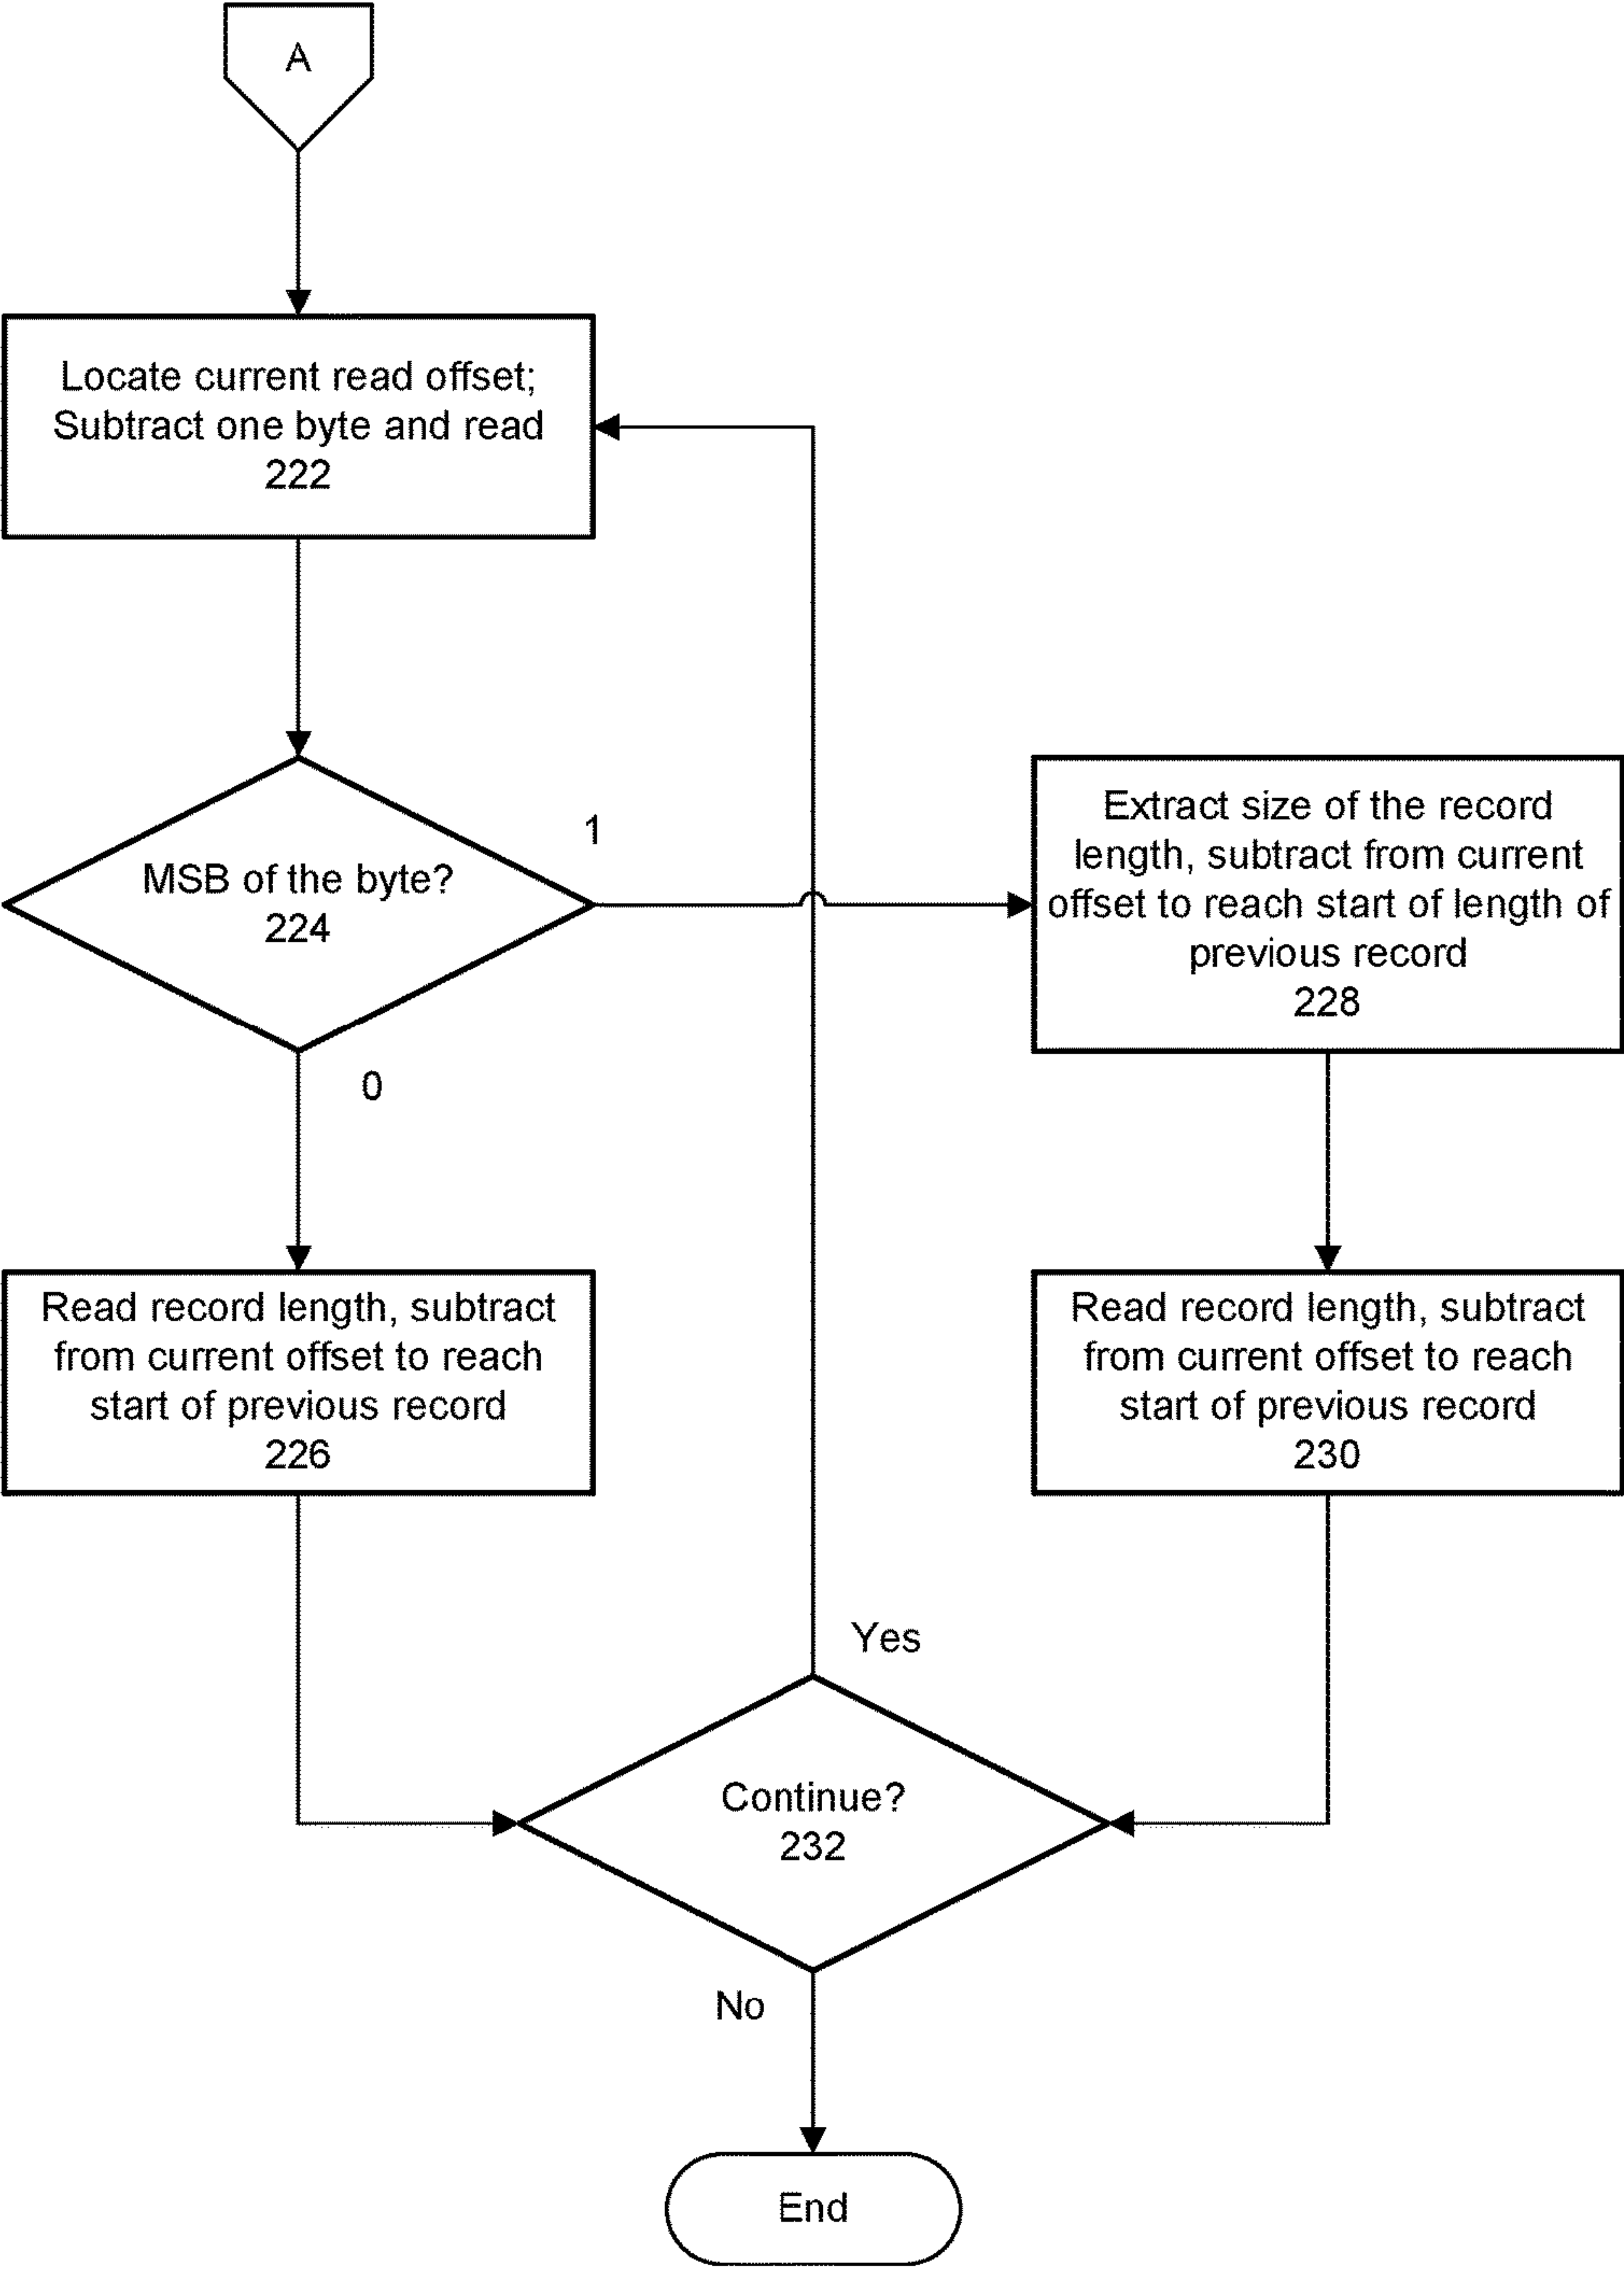 A
Locate current read offset;
Subtract one byte and read
222
MSB of the byte?
224
1
0
Extract size of the record
length, subtract from current
offset to reach start of length of
previous record
228
Read record length, subtract
from current offset to reach
start of previous record
226
Read record length, subtract
from current offset to reach
start of previous record
230
Yes
Continue?
232
No
End